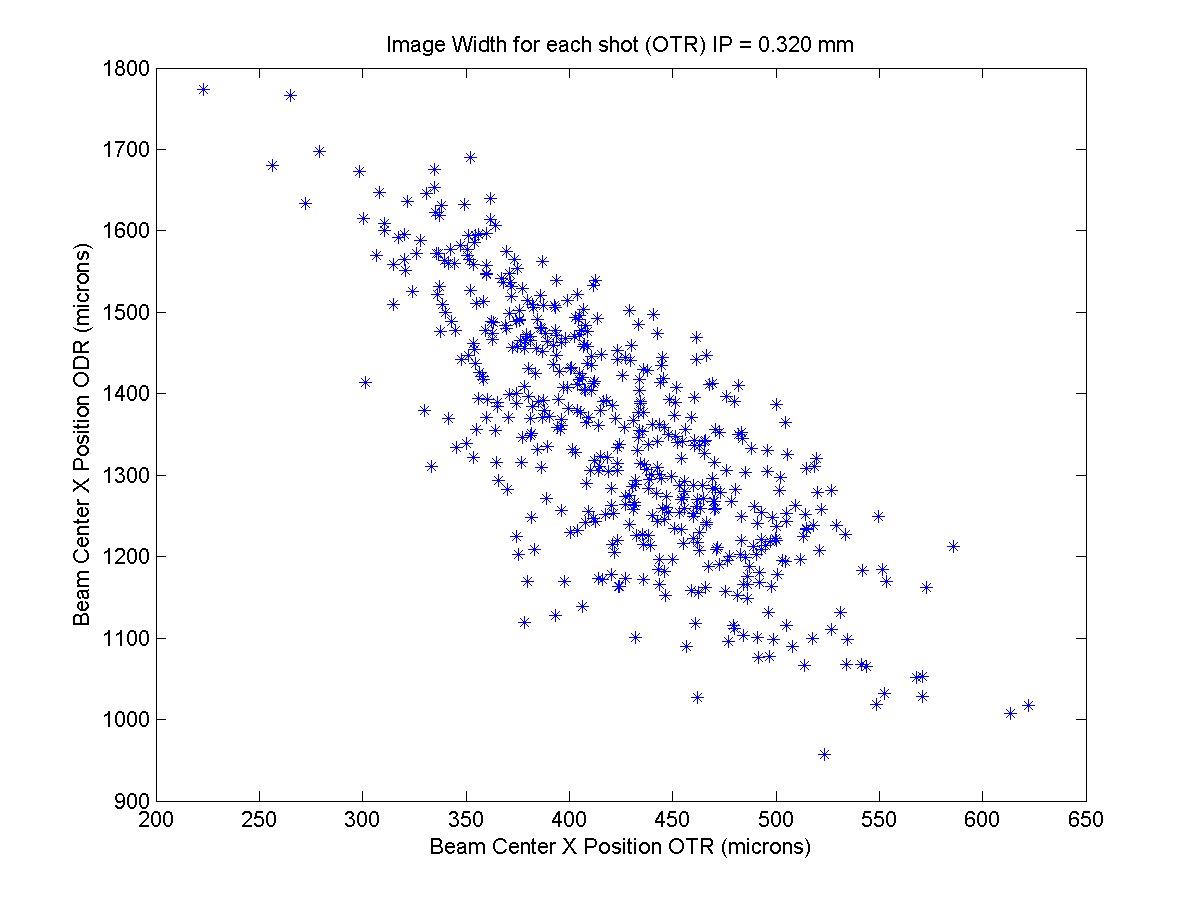 Image Width for each shot (OTR) IP = 0.320 mm
1800
1700
1600
1500
1400
1300
1200
1100
1000
900
Beam Center X Position ODR (microns)
200 250 300 350 400 450 500 550 600 650
Beam Center X Position OTR (microns)